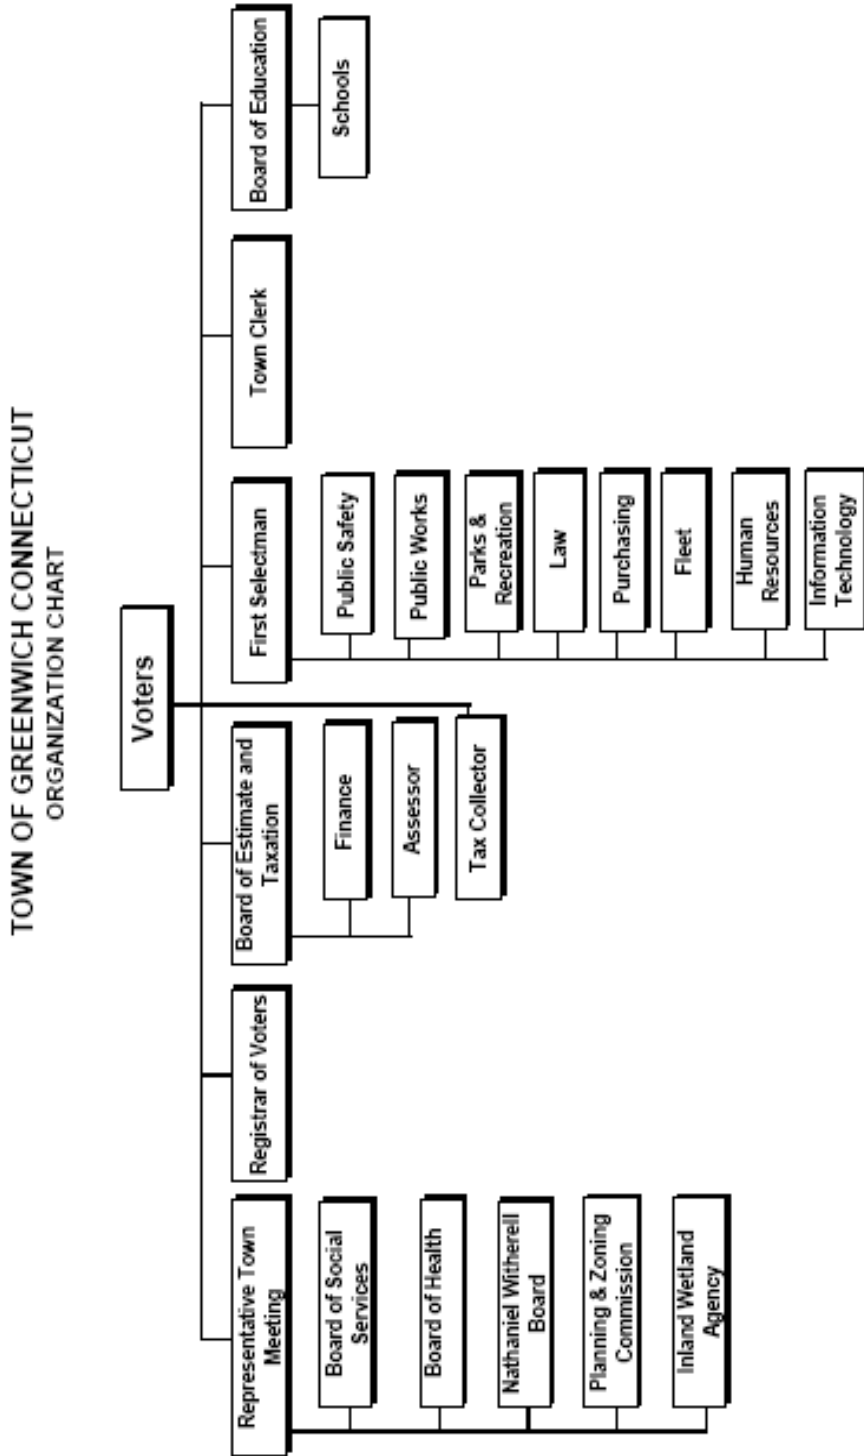 TOWN OF GREENWICH CONNECTICUT
ORGANIZATION CHART
Voters
Representative Town
Meeting
Board of Social
Services
Board of Health
Nathaniel Witherell
Board
Planning & Zoning
Commission
Inland Wetland
Agency
Registrar of Voters
Board of Estimate and
Taxation
Finance
Assessor
Tax Collector
First Selectman
Public Safety
Public Works
Parks &
Recreation
Law
Purchasing
Fleet
Human
Resources
Information
Technology
Town Clerk
Board of Education
Schools